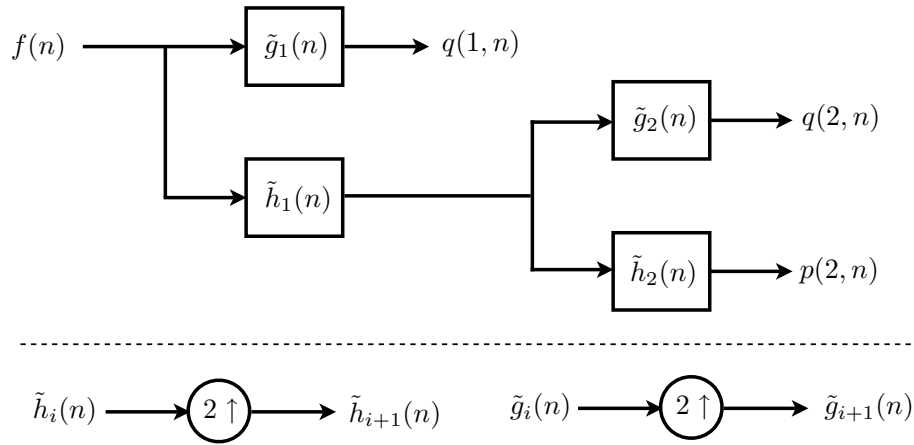 f(n)
g̃₁(n)
q(1, n)
g̃₂(n)
q(2, n)
h̃₁(n)
h̃₂(n)
p(2, n)
h̃ᵢ(n) 2 ↑ h̃ᵢ₊₁(n)
g̃ᵢ(n) 2 ↑ g̃ᵢ₊₁(n)